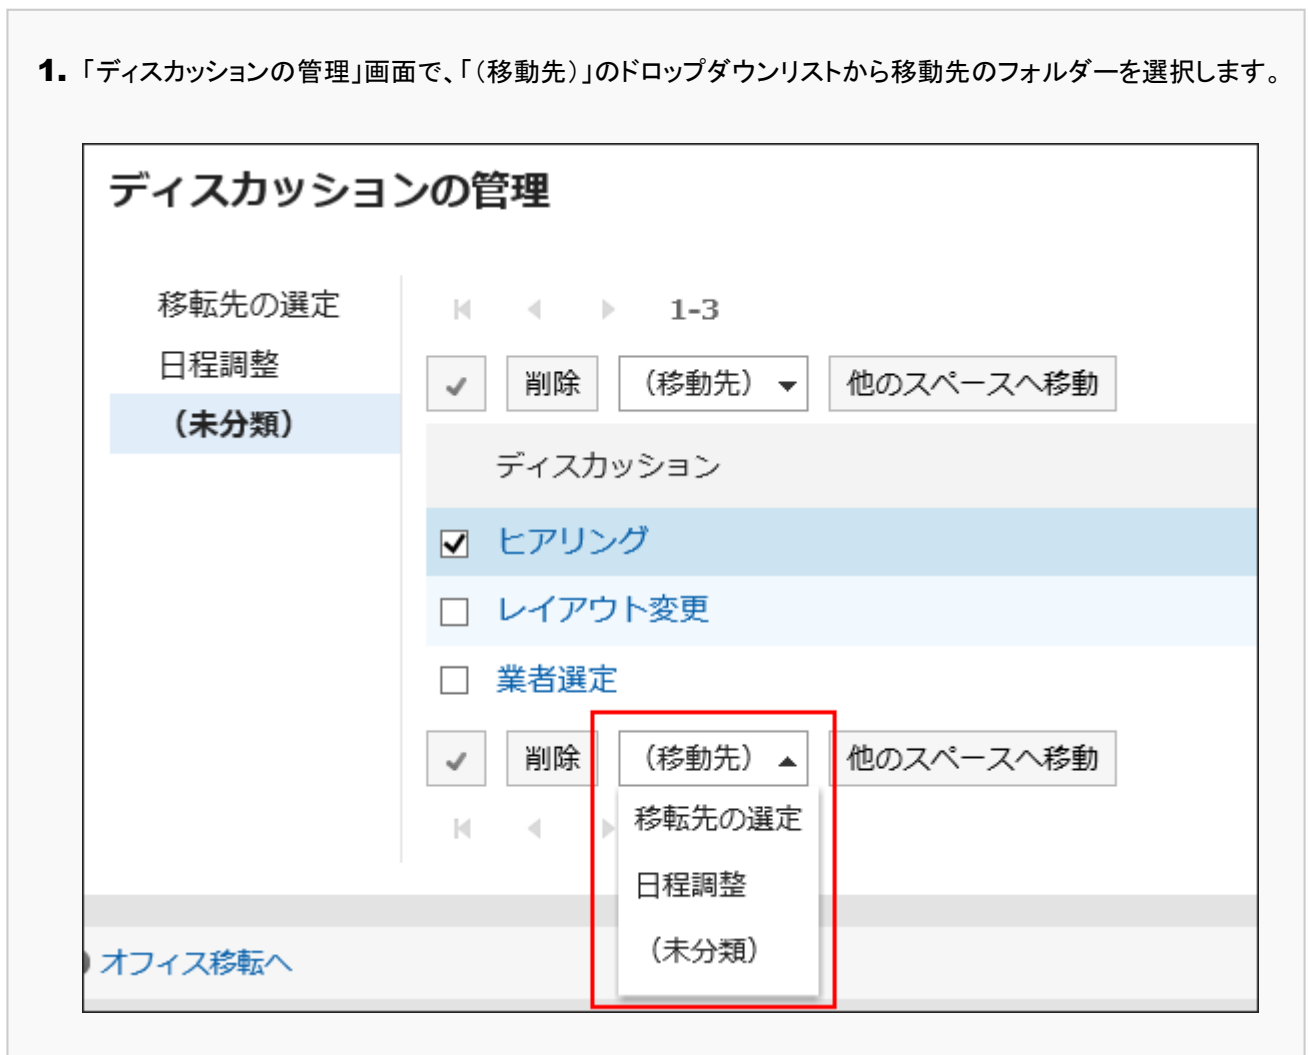 1. 「ディスカッションの管理」画面で、「（移動先）」のドロップダウンリストから移動先のフォルダーを選択します。
ディスカッションの管理
移転先の選定
日程調整
（未分類）
1-3
削除 （移動先） 他のスペースへ移動
ディスカッション
ヒアリング
レイアウト変更
業者選定
削除 （移動先） 他のスペースへ移動
移転先の選定
日程調整
（未分類）
オフィス移転へ